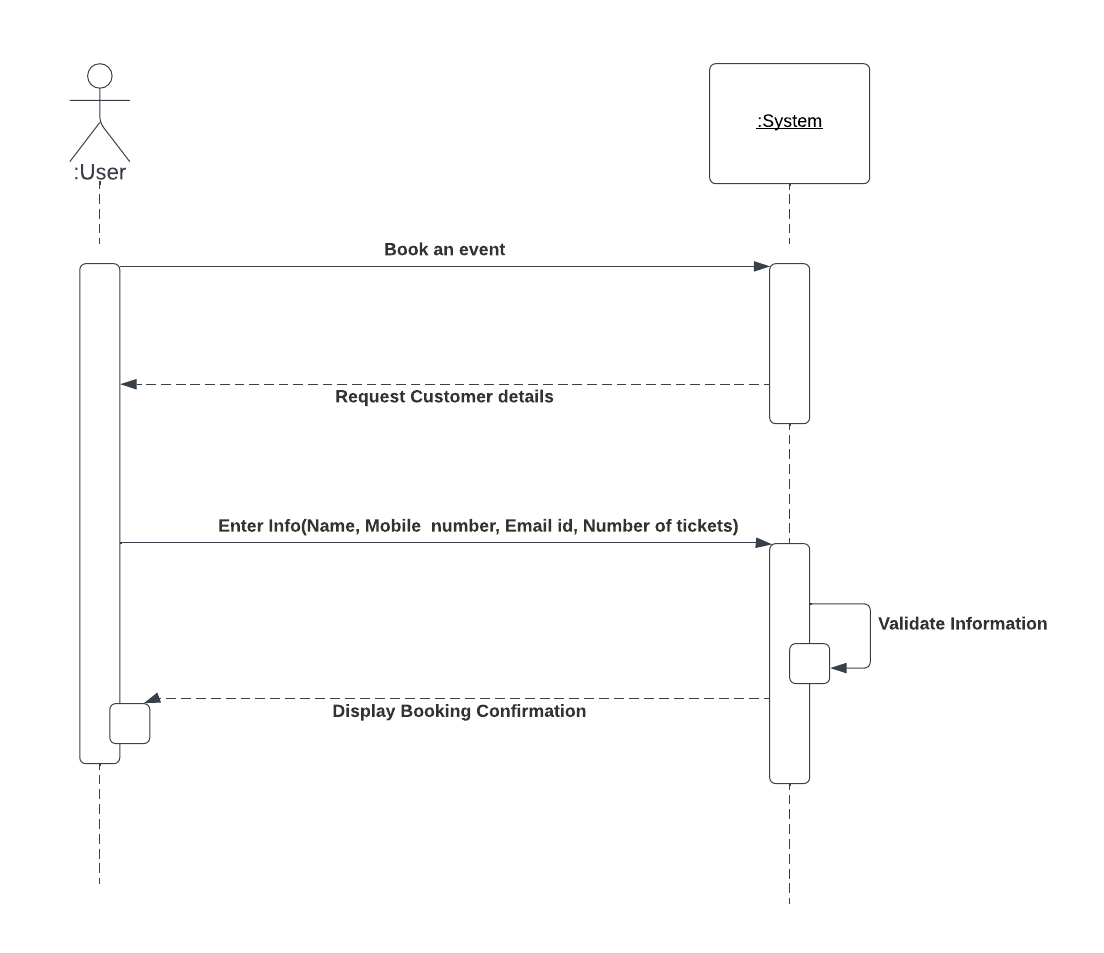 :User
:System
Book an event
Request Customer details
Enter Info(Name, Mobile  number, Email id, Number of tickets)
Validate Information
Display Booking Confirmation